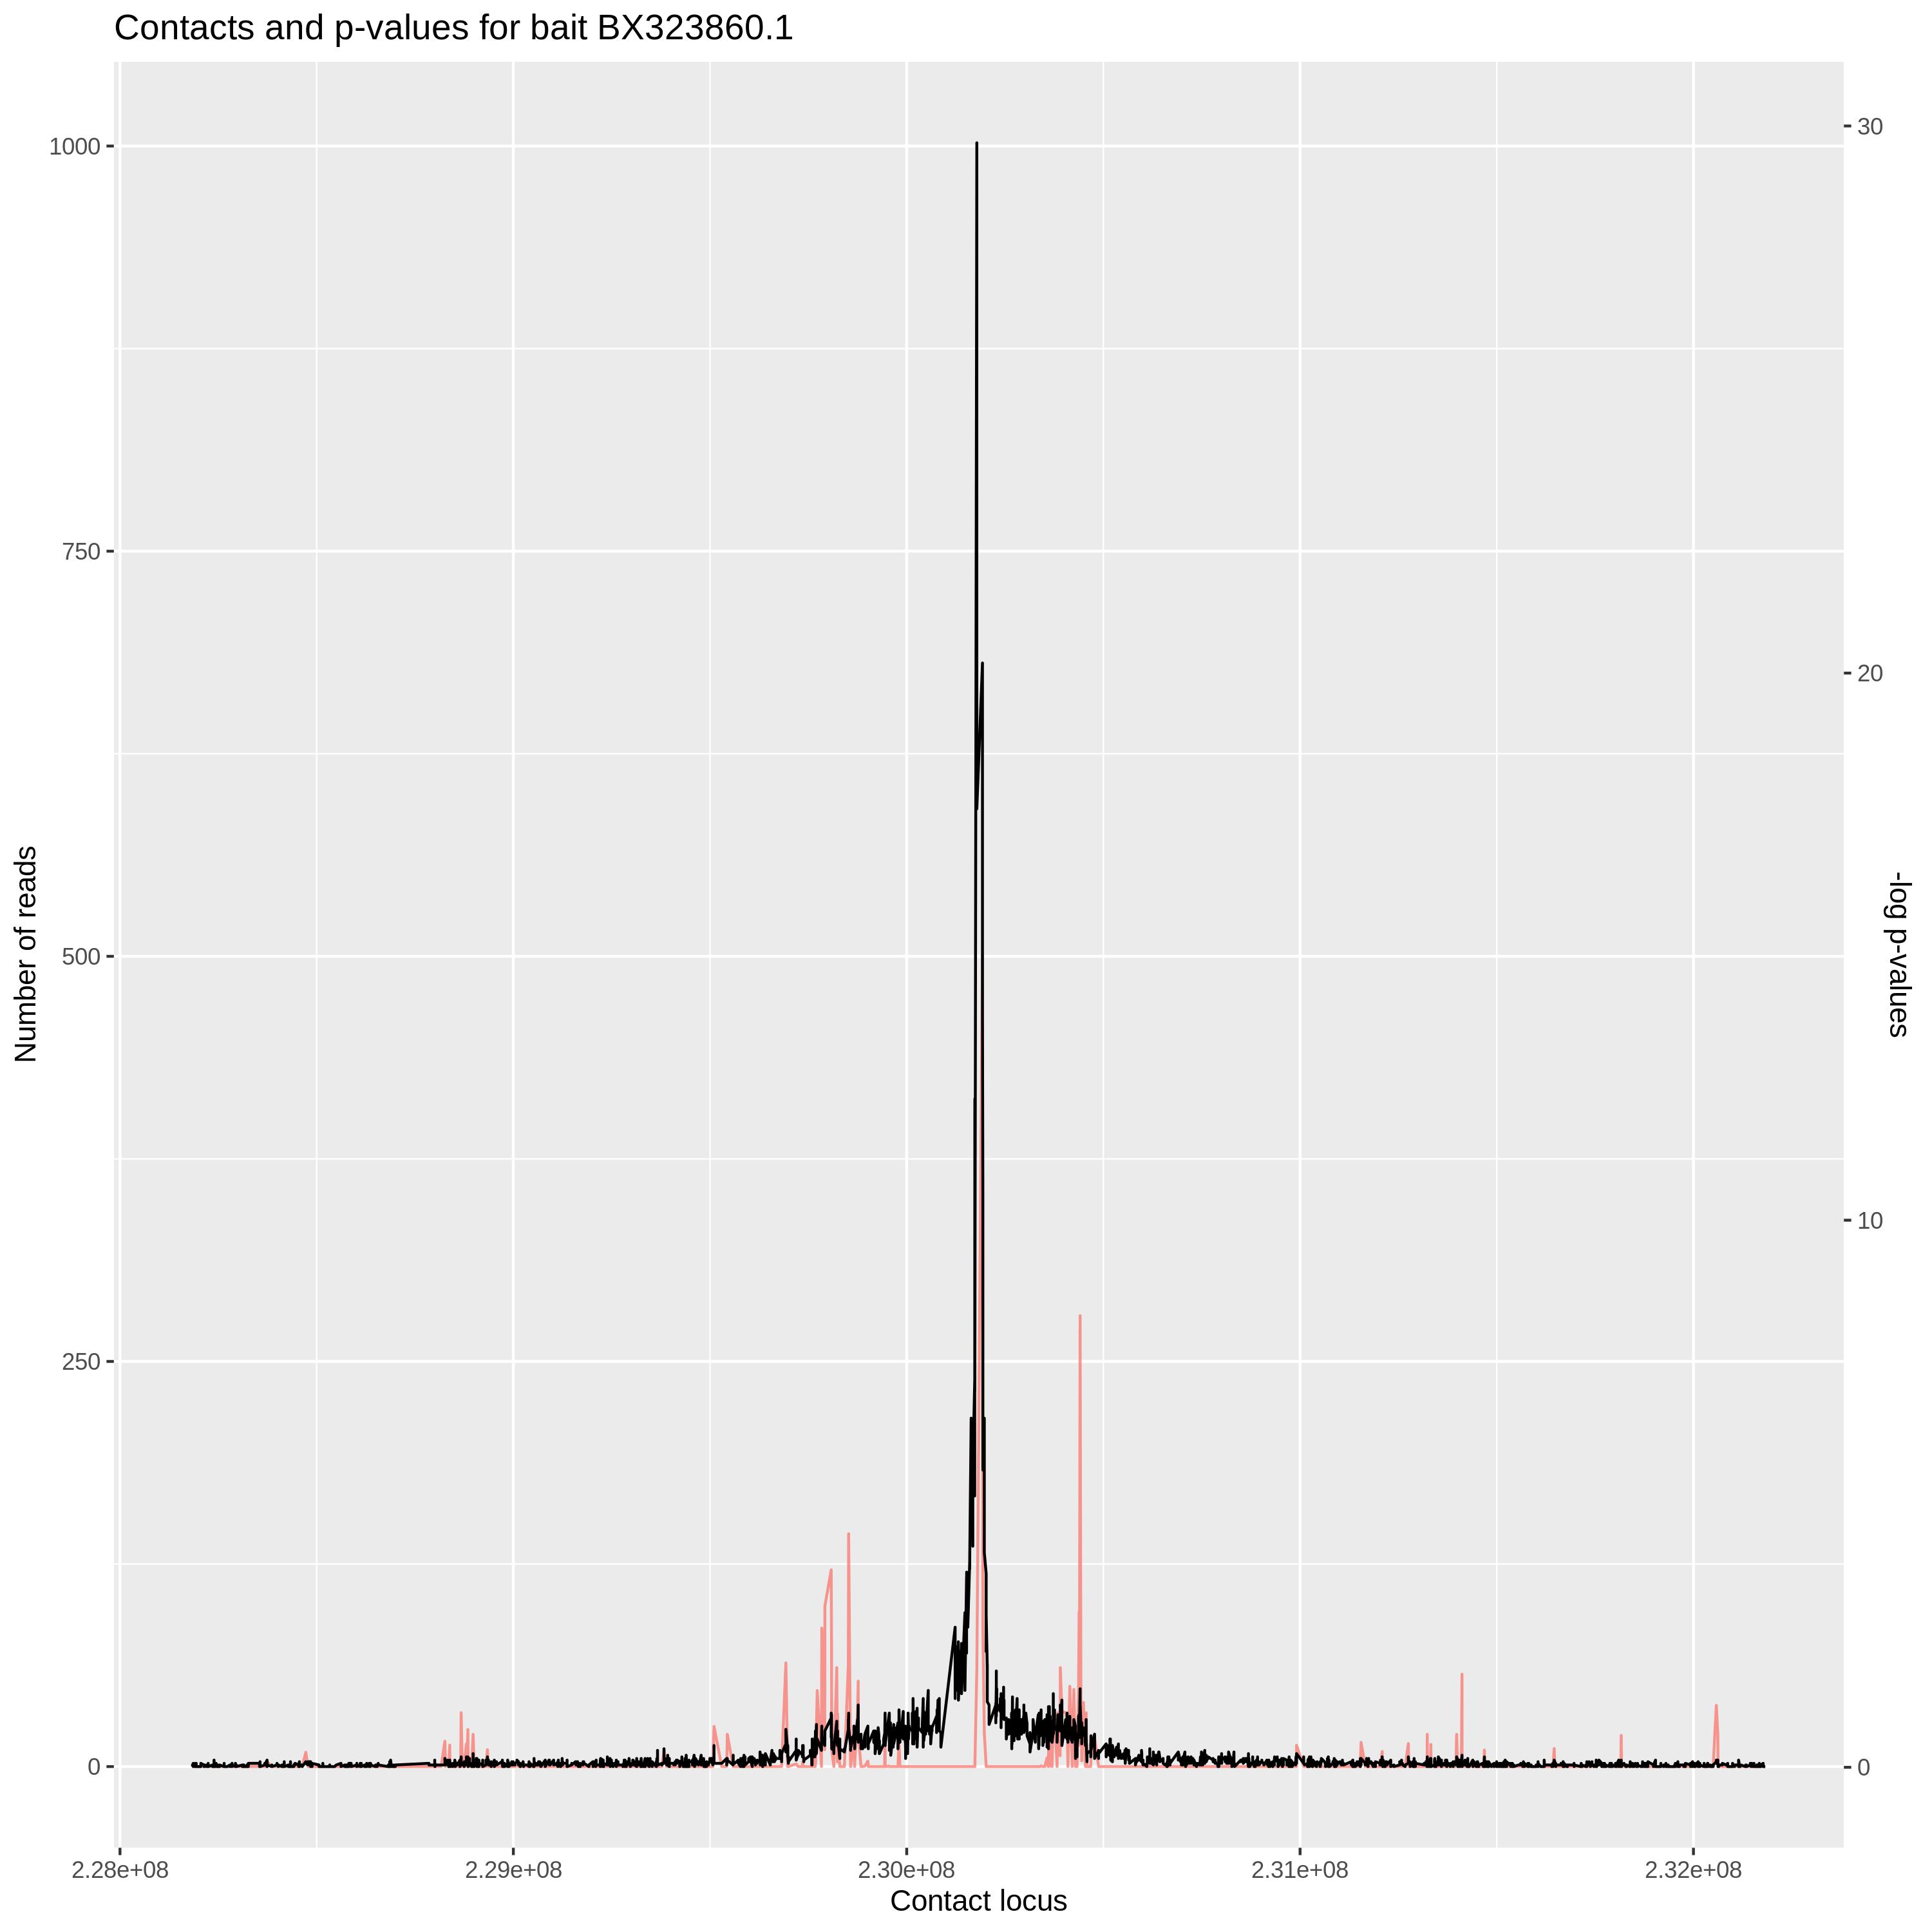 Contacts and p-values for bait BX323860.1
1000
750
500
250
0
Number of reads
30
20
10
0
-log p-values
2.28e+08
2.29e+08
2.30e+08
2.31e+08
2.32e+08
Contact locus